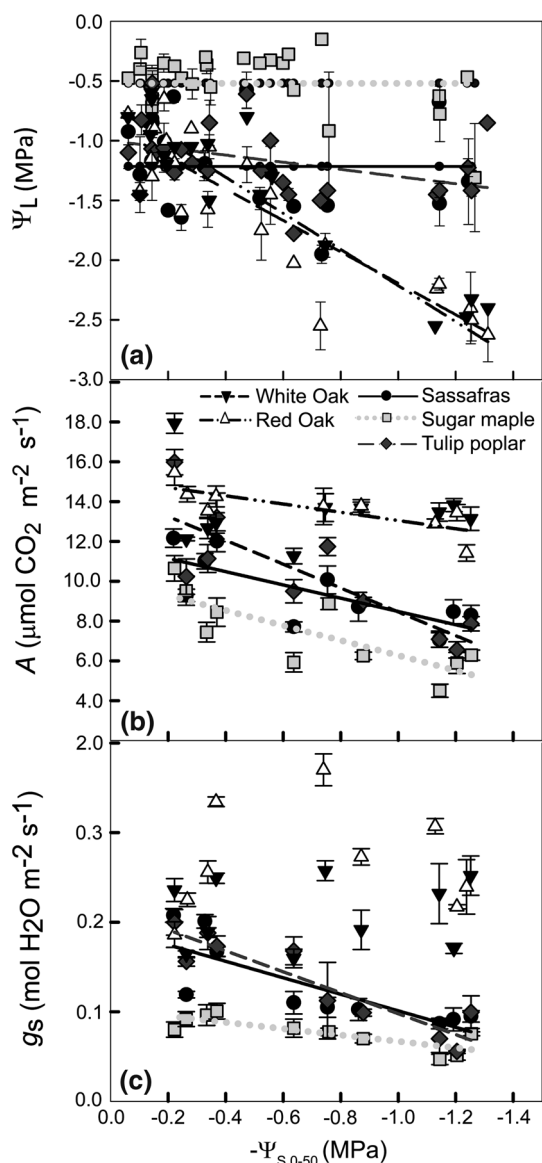 0.0
-0.5
-1.0
-1.5
-2.0
-2.5
-3.0
ΨL (MPa)
(a)
White Oak
Red Oak
Sassafras
Sugar maple
Tulip poplar
18.0
16.0
14.0
12.0
10.0
8.0
6.0
4.0
2.0
A (μmol CO2 m-2 s-1)
(b)
0.3
0.2
0.1
0.0
gs (mol H2O m-2 s-1)
(c)
0.0 -0.2 -0.4 -0.6 -0.8 -1.0 -1.2 -1.4
-ΨS,0-50 (MPa)